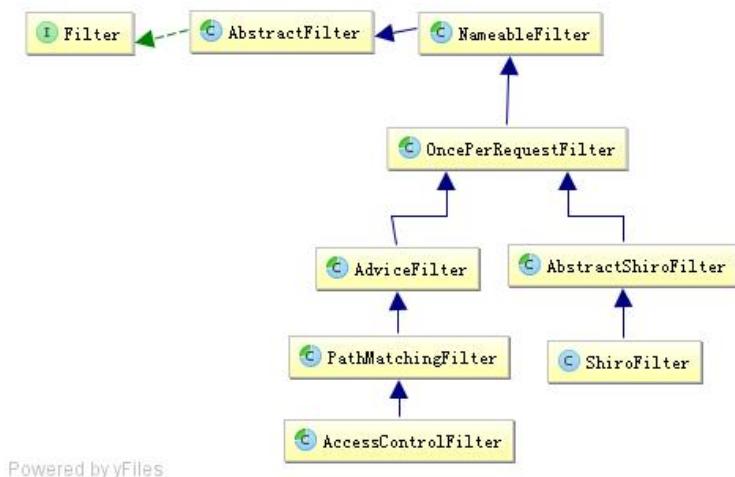 I Filter
C AbstractFilter
C NameableFilter
C OncePerRequestFilter
C AdviceFilter
C AbstractShiroFilter
C PathMatchingFilter
C ShiroFilter
C AccessControlFilter
Powered by yFiles